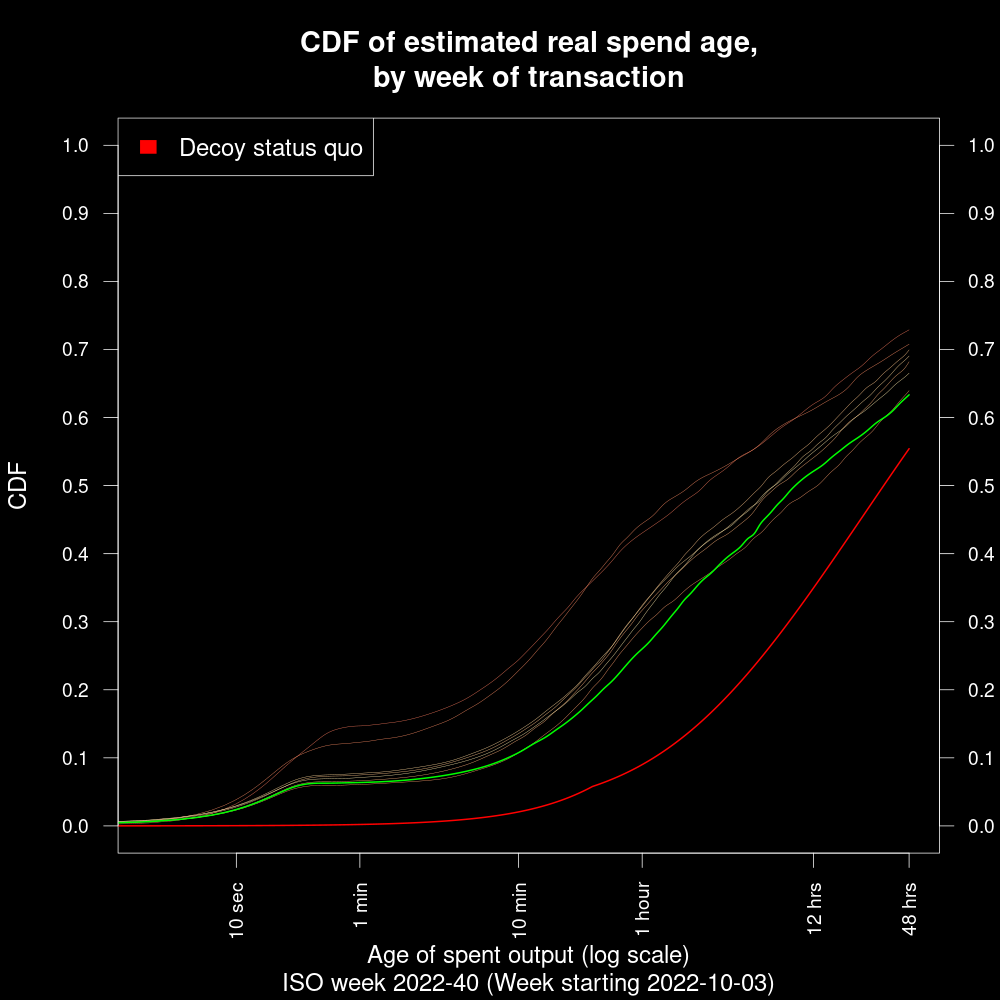 CDF of estimated real spend age,
by week of transaction
Decoy status quo
1.0
0.9
0.8
0.7
0.6
0.5
0.4
0.3
0.2
0.1
0.0
1.0
0.9
0.8
0.7
0.6
0.5
0.4
0.3
0.2
0.1
0.0
CDF
10 sec
1 min
10 min
1 hour
12 hrs
48 hrs
Age of spent output (log scale)
ISO week 2022-40 (Week starting 2022-10-03)